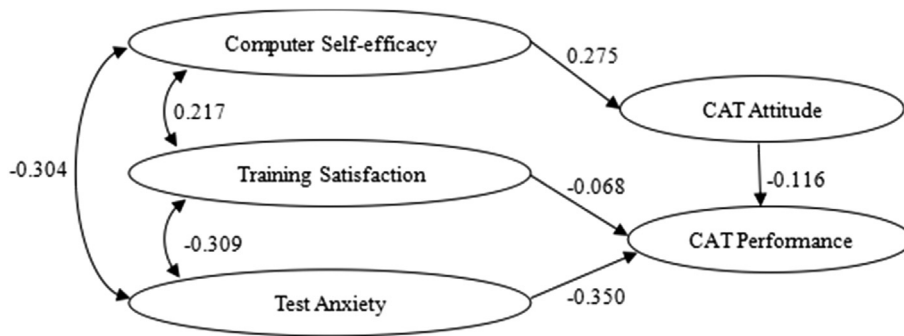 Computer Self-efficacy
0.275
0.217
CAT Attitude
-0.304
Training Satisfaction
-0.068
-0.116
-0.309
CAT Performance
Test Anxiety
-0.350